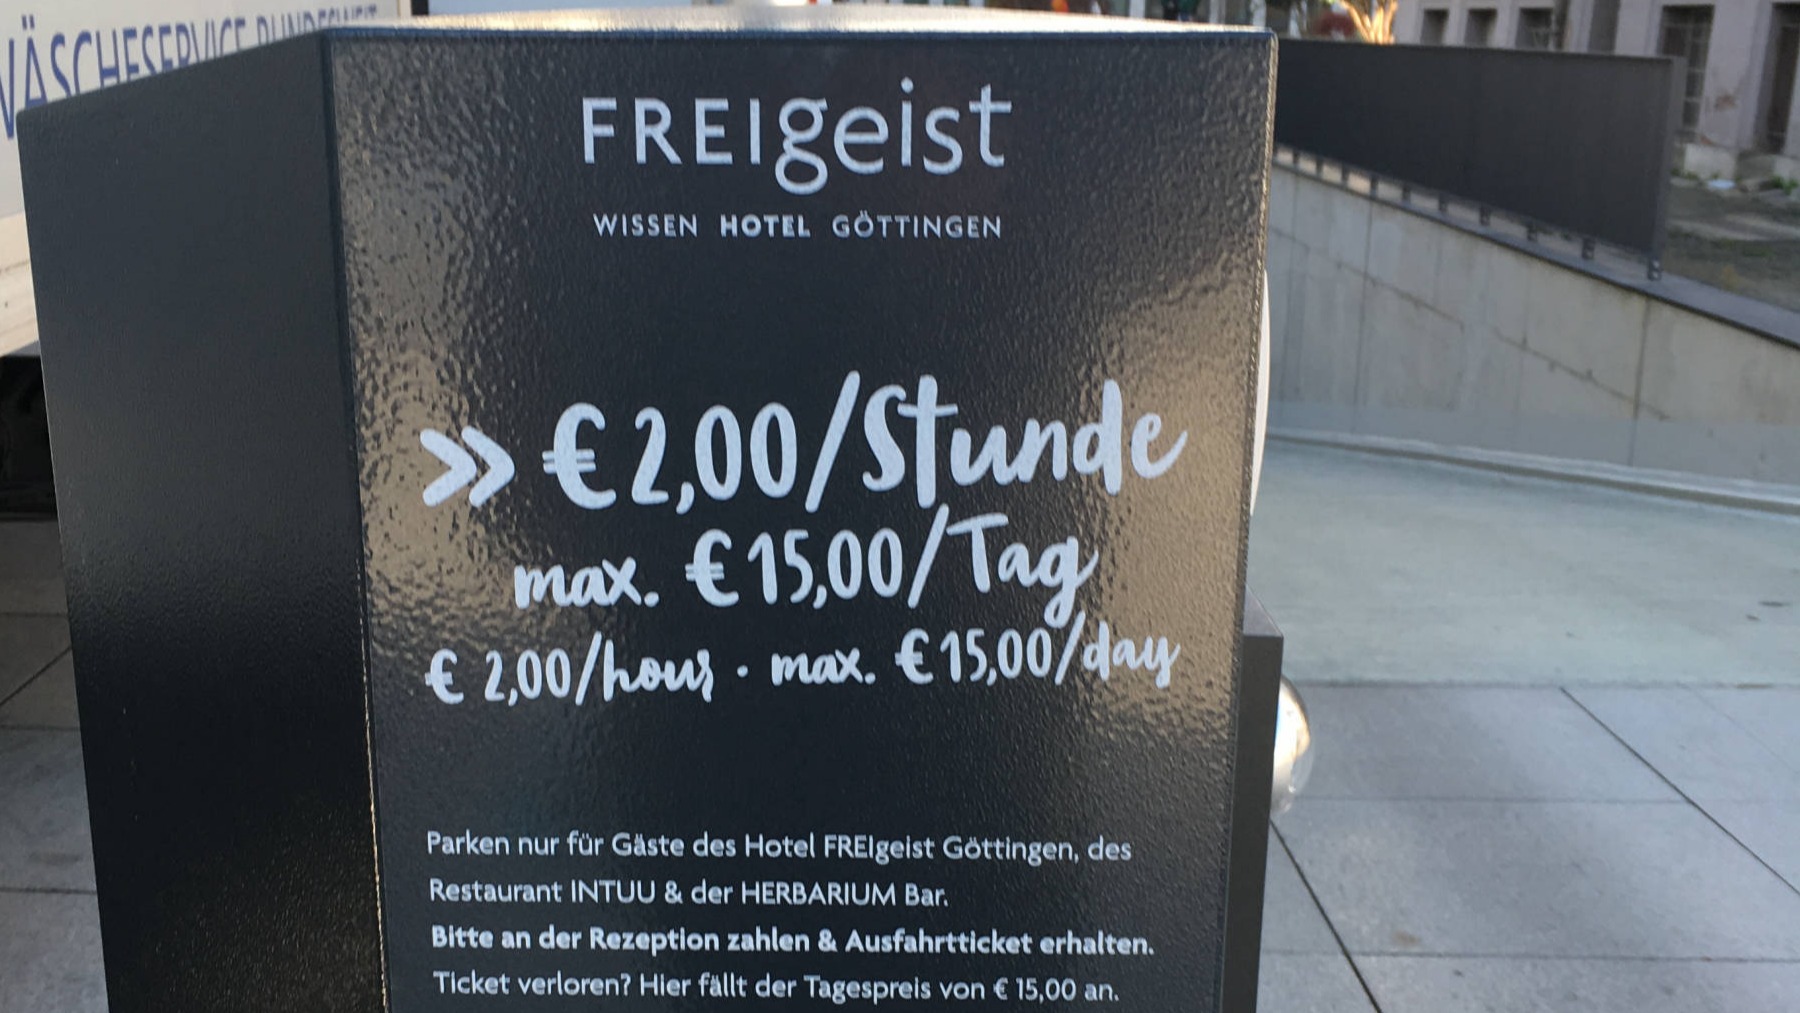 WÄSCHESERVICE BUNDESWEIT
FREIgeist
WISSEN HOTEL GÖTTINGEN
>> € 2,00/Stunde
max. € 15,00/Tag
€ 2,00/hour · max. € 15,00/day
Parken nur für Gäste des Hotel FREIgeist Göttingen, des
Restaurant INTUU & der HERBARIUM Bar.
Bitte an der Rezeption zahlen & Ausfahrtticket erhalten.
Ticket verloren? Hier fällt der Tagespreis von € 15,00 an.